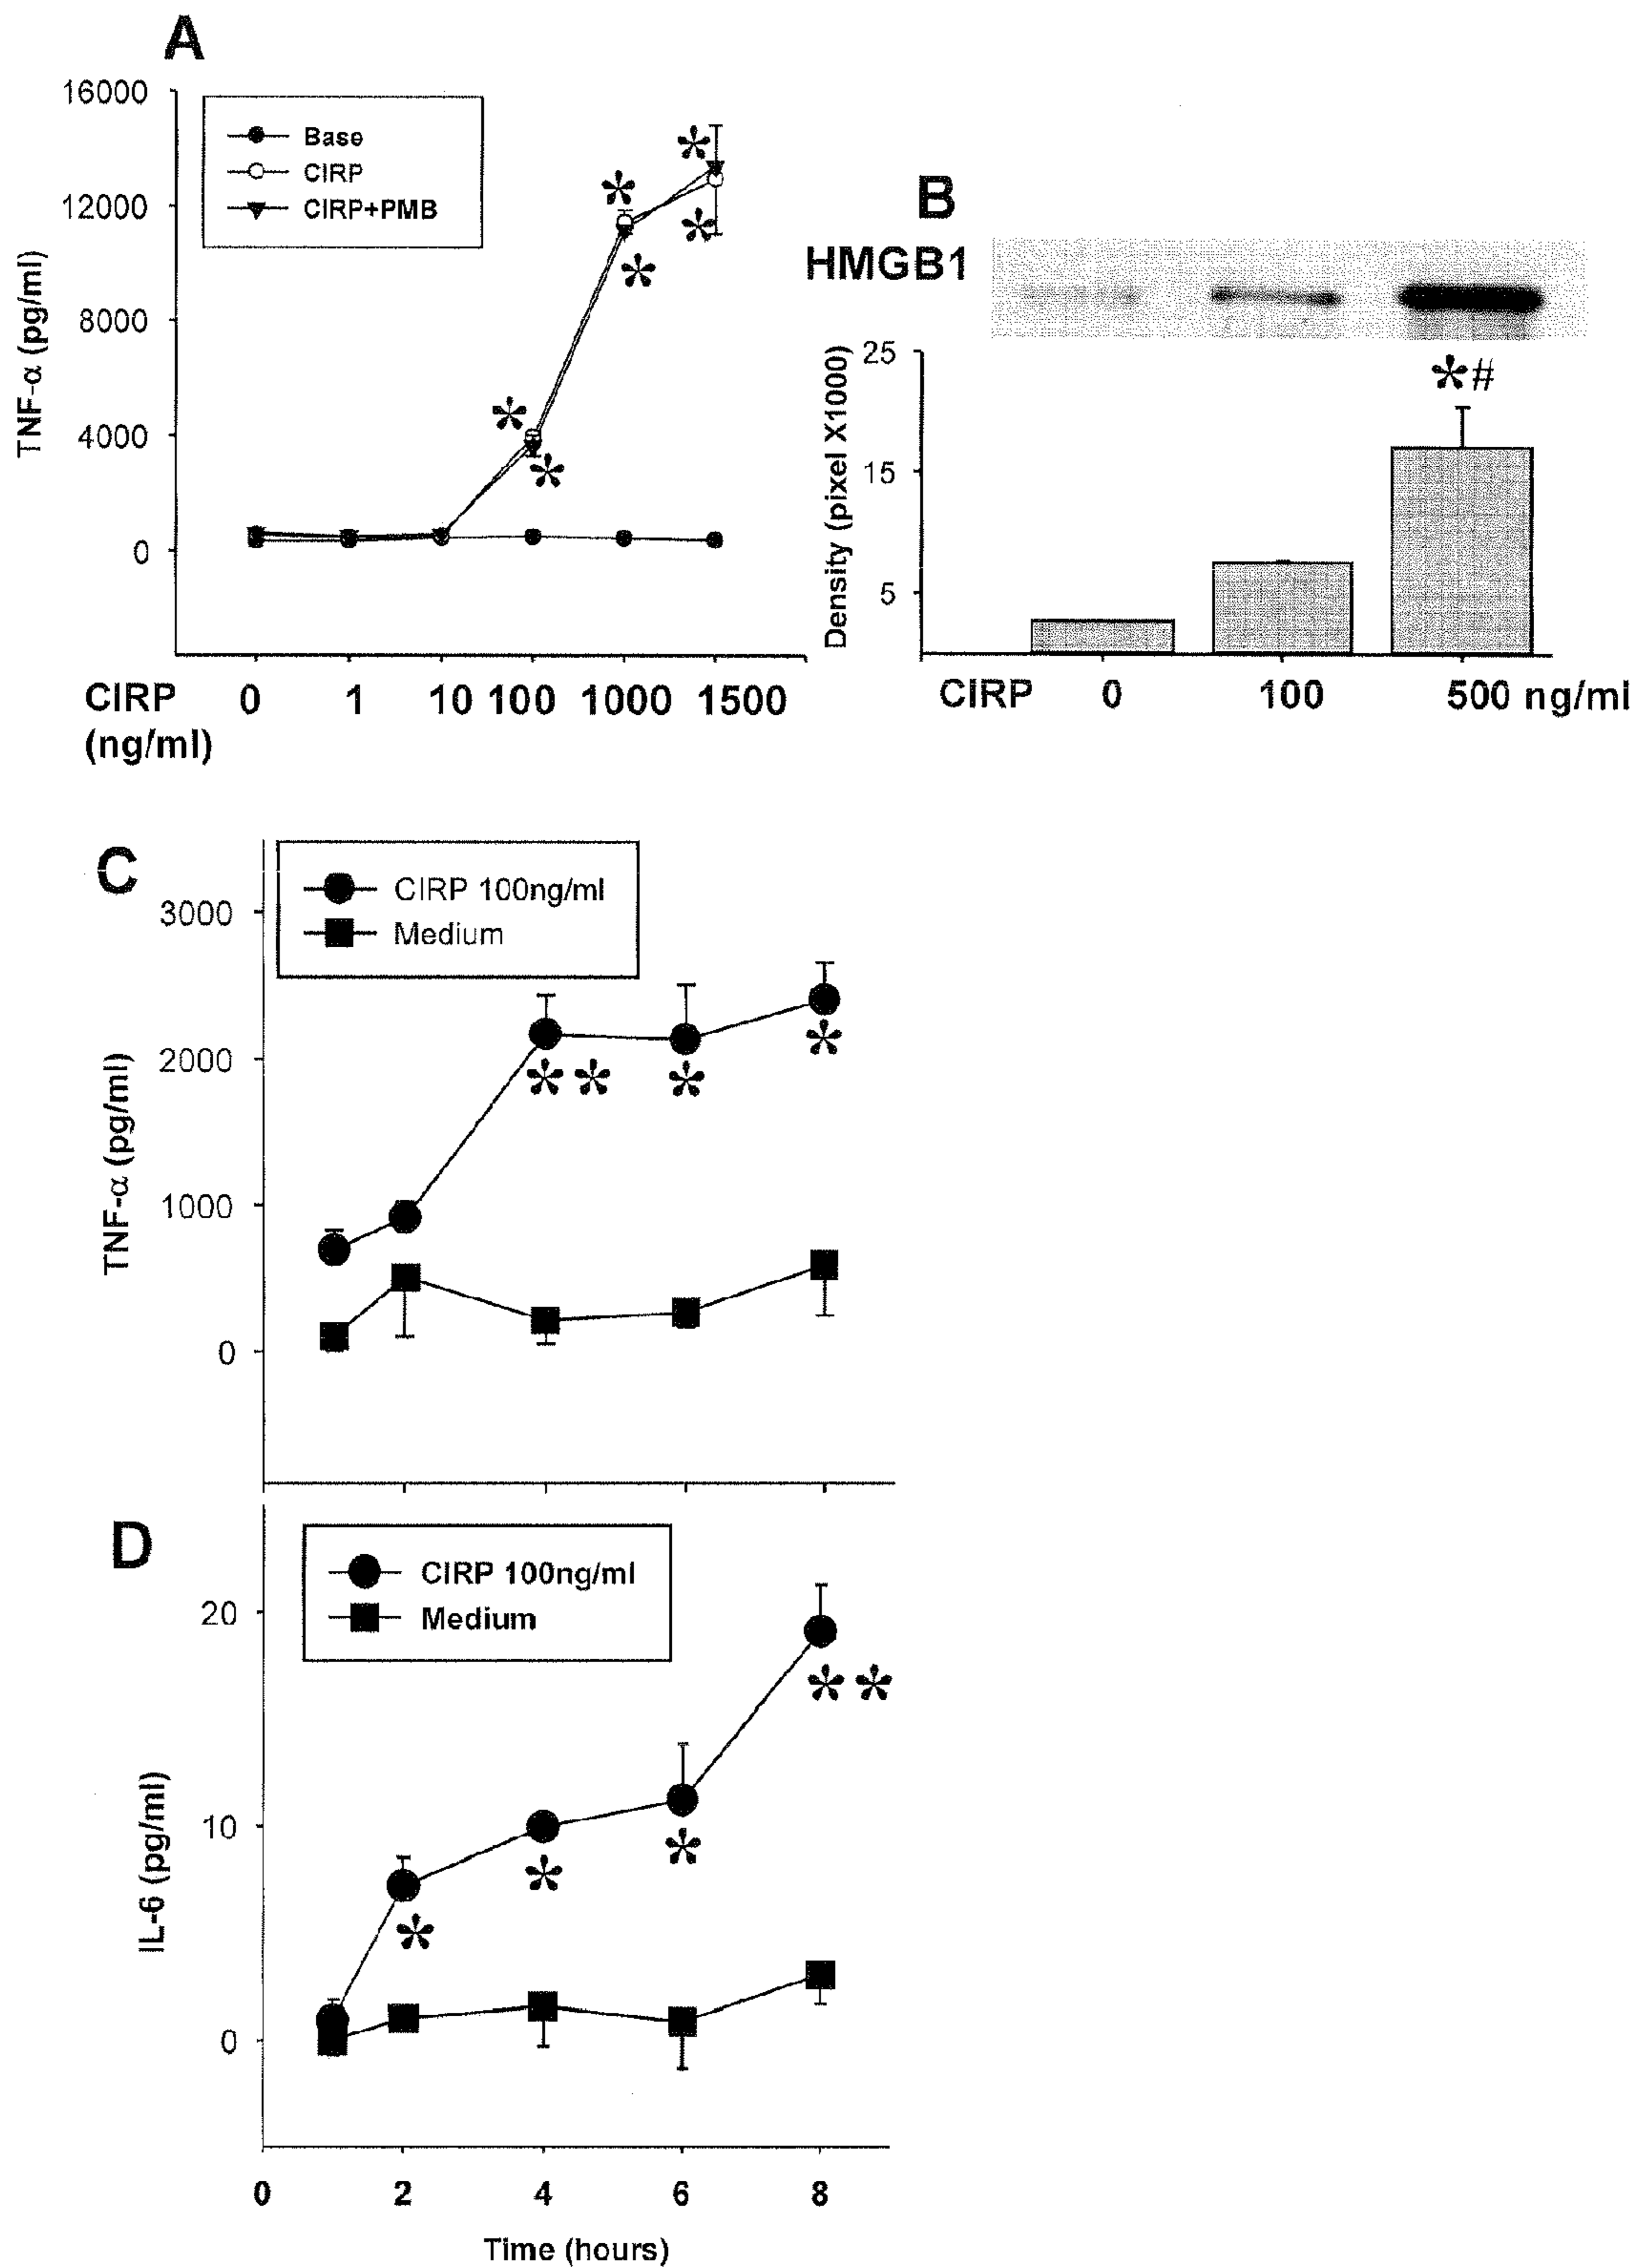 A
16000
12000
8000
4000
0
TNF-α (pg/ml)
Base
CIRP
CIRP+PMB
* *
* *
* *
* *
CIRP 0 1 10 100 1000 1500
(ng/ml)
B
HMGB1
Density (pixel X1000)
25
15
5
*#
CIRP 0 100 500 ng/ml
C
CIRP 100ng/ml
Medium
3000
2000
1000
0
TNF-α (pg/ml)
* * * *
D
CIRP 100ng/ml
Medium
20
10
0
IL-6 (pg/ml)
* * * * *
0 2 4 6 8
Time (hours)